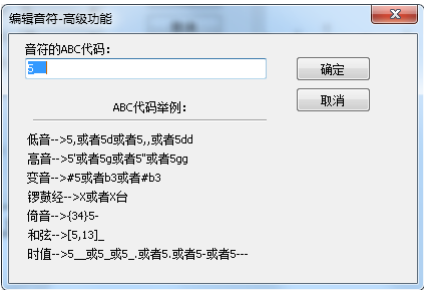 编辑音符-高级功能
音符的ABC代码：
5__
确定
取消
ABC代码举例：
低音-->5,或者5d或者5,,或者5dd
高音-->5'或者5g或者5"或者5gg
变音-->#5或者b3或者#b3
锣鼓经-->X或者X台
倚音-->{34}5-
和弦-->[5,13]_
时值-->5__或5_或5_.或者5.或者5-或者5---